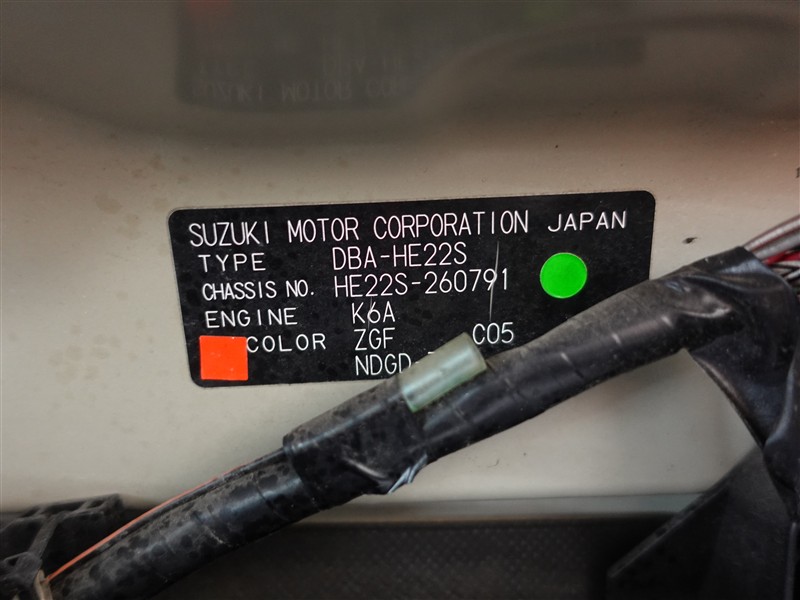 SUZUKI MOTOR CORPORATION JAPAN
TYPE DBA-HE22S
CHASSIS NO. HE22S-260791
ENGINE K6A
COLOR ZGF C05
NDGD-